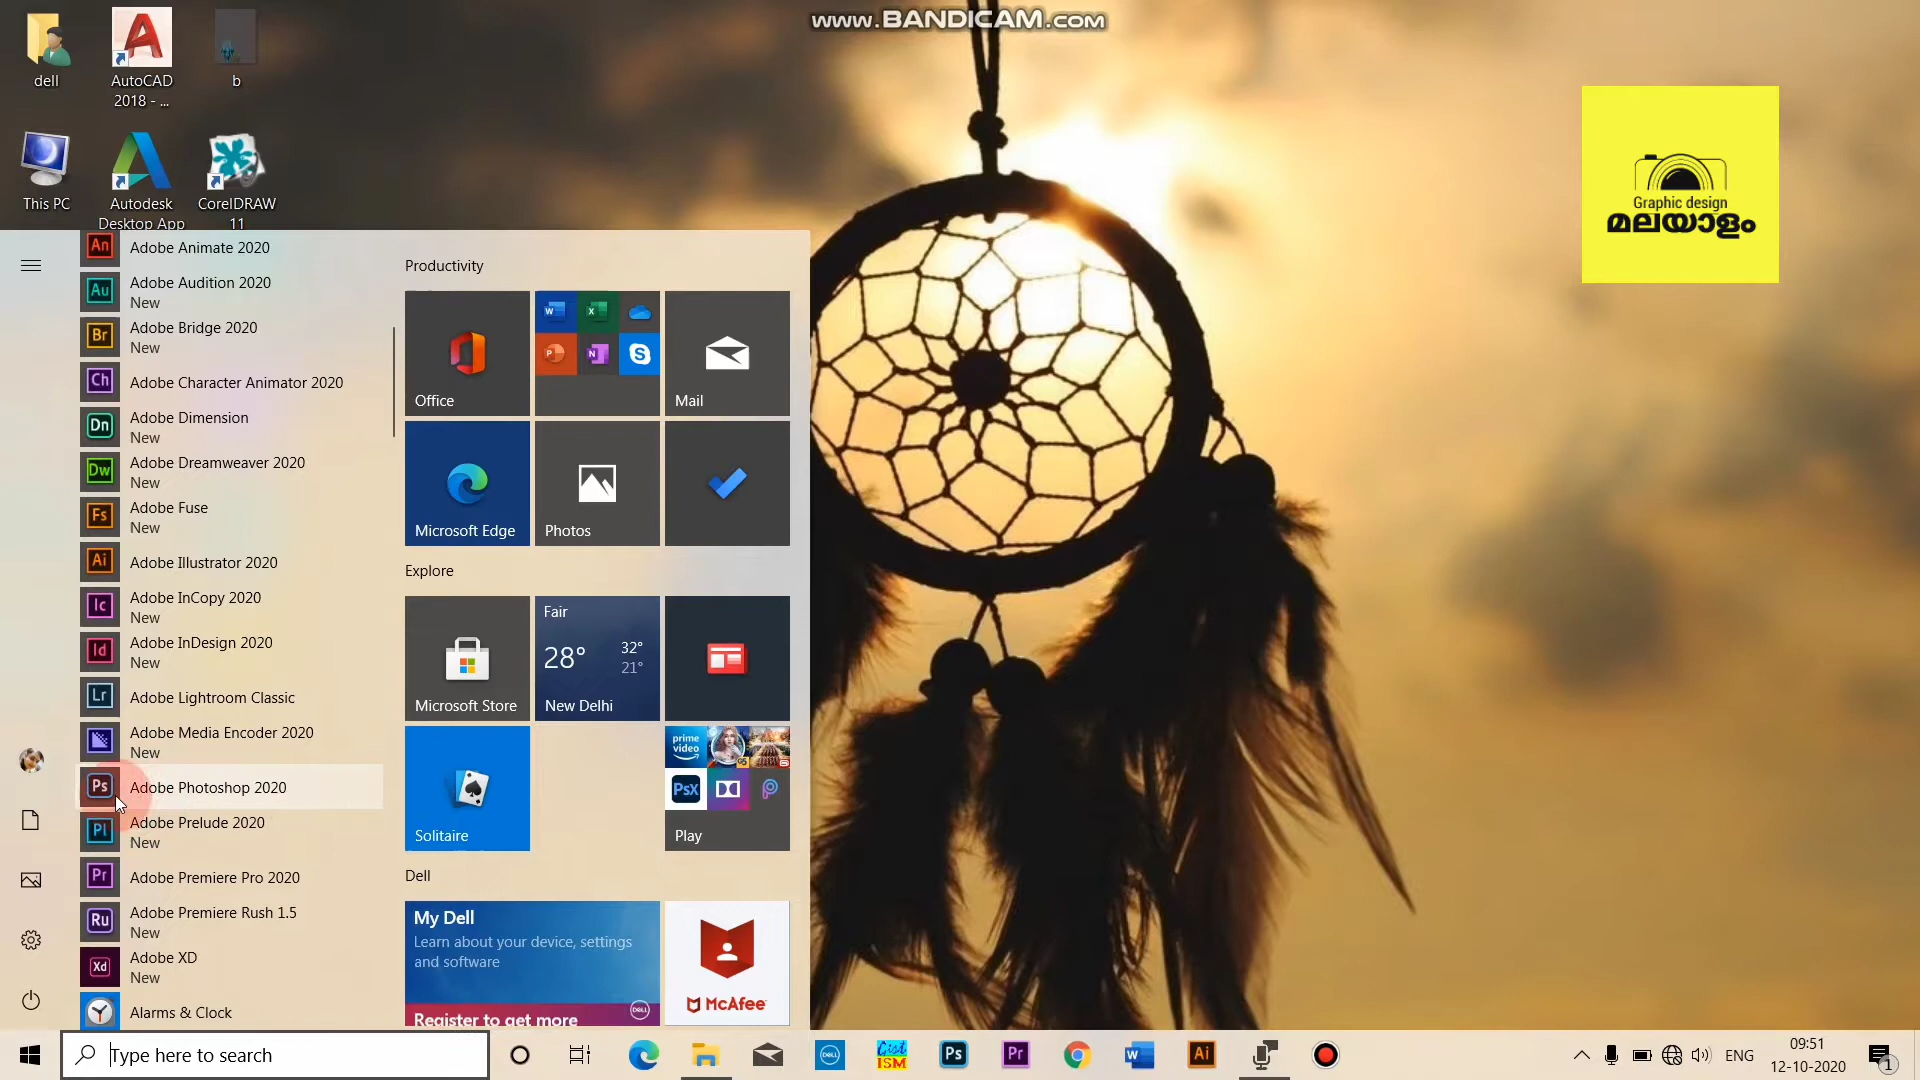 www.BANDICAM.com
dell
AutoCAD
2018 - ...
b
This PC
Autodesk
Desktop App
CorelDRAW
11
Graphic design
മലയാളം
An
Adobe Animate 2020
Au
Adobe Audition 2020
New
Br
Adobe Bridge 2020
New
Ch
Adobe Character Animator 2020
Dn
Adobe Dimension
New
Dw
Adobe Dreamweaver 2020
New
Fs
Adobe Fuse
New
Ai
Adobe Illustrator 2020
Ic
Adobe InCopy 2020
New
Id
Adobe InDesign 2020
New
Lr
Adobe Lightroom Classic
Adobe Media Encoder 2020
New
Ps
Adobe Photoshop 2020
Pl
Adobe Prelude 2020
New
Pr
Adobe Premiere Pro 2020
Ru
Adobe Premiere Rush 1.5
New
Xd
Adobe XD
New
Alarms & Clock
Productivity
Office
Mail
Microsoft Edge
Photos
Explore
Microsoft Store
Fair
28° 32°
21°
New Delhi
Solitaire
prime
video
PsX
Play
Dell
My Dell
Learn about your device, settings
and software
Register to get more
DELL
McAfee
Type here to search
DELL
Gist
ISM
Ps
Pr
W
Ai
ENG
09:51
12-10-2020
1